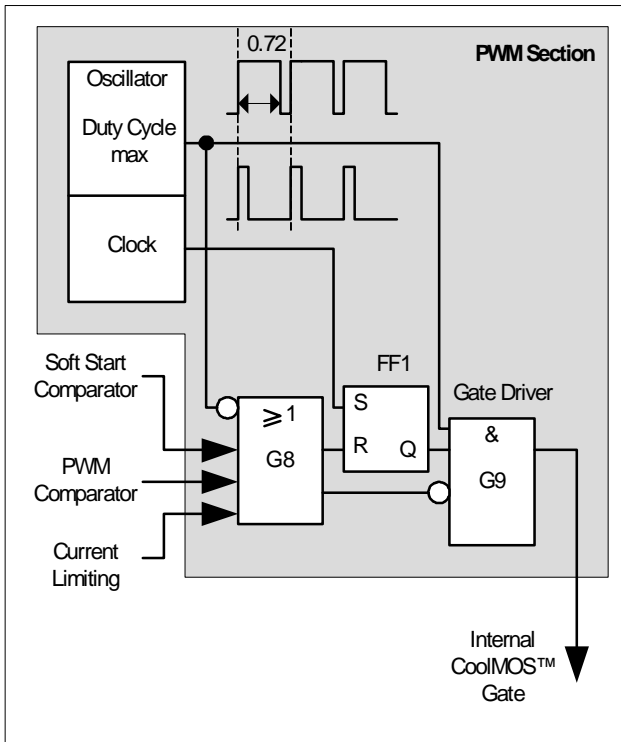 0.72
PWM Section
Oscillator
Duty Cycle
max
Clock
Soft Start
Comparator
FF1
Gate Driver
≥1
G8
S
R
Q
&
G9
PWM
Comparator
Current
Limiting
Internal
CoolMOS™
Gate